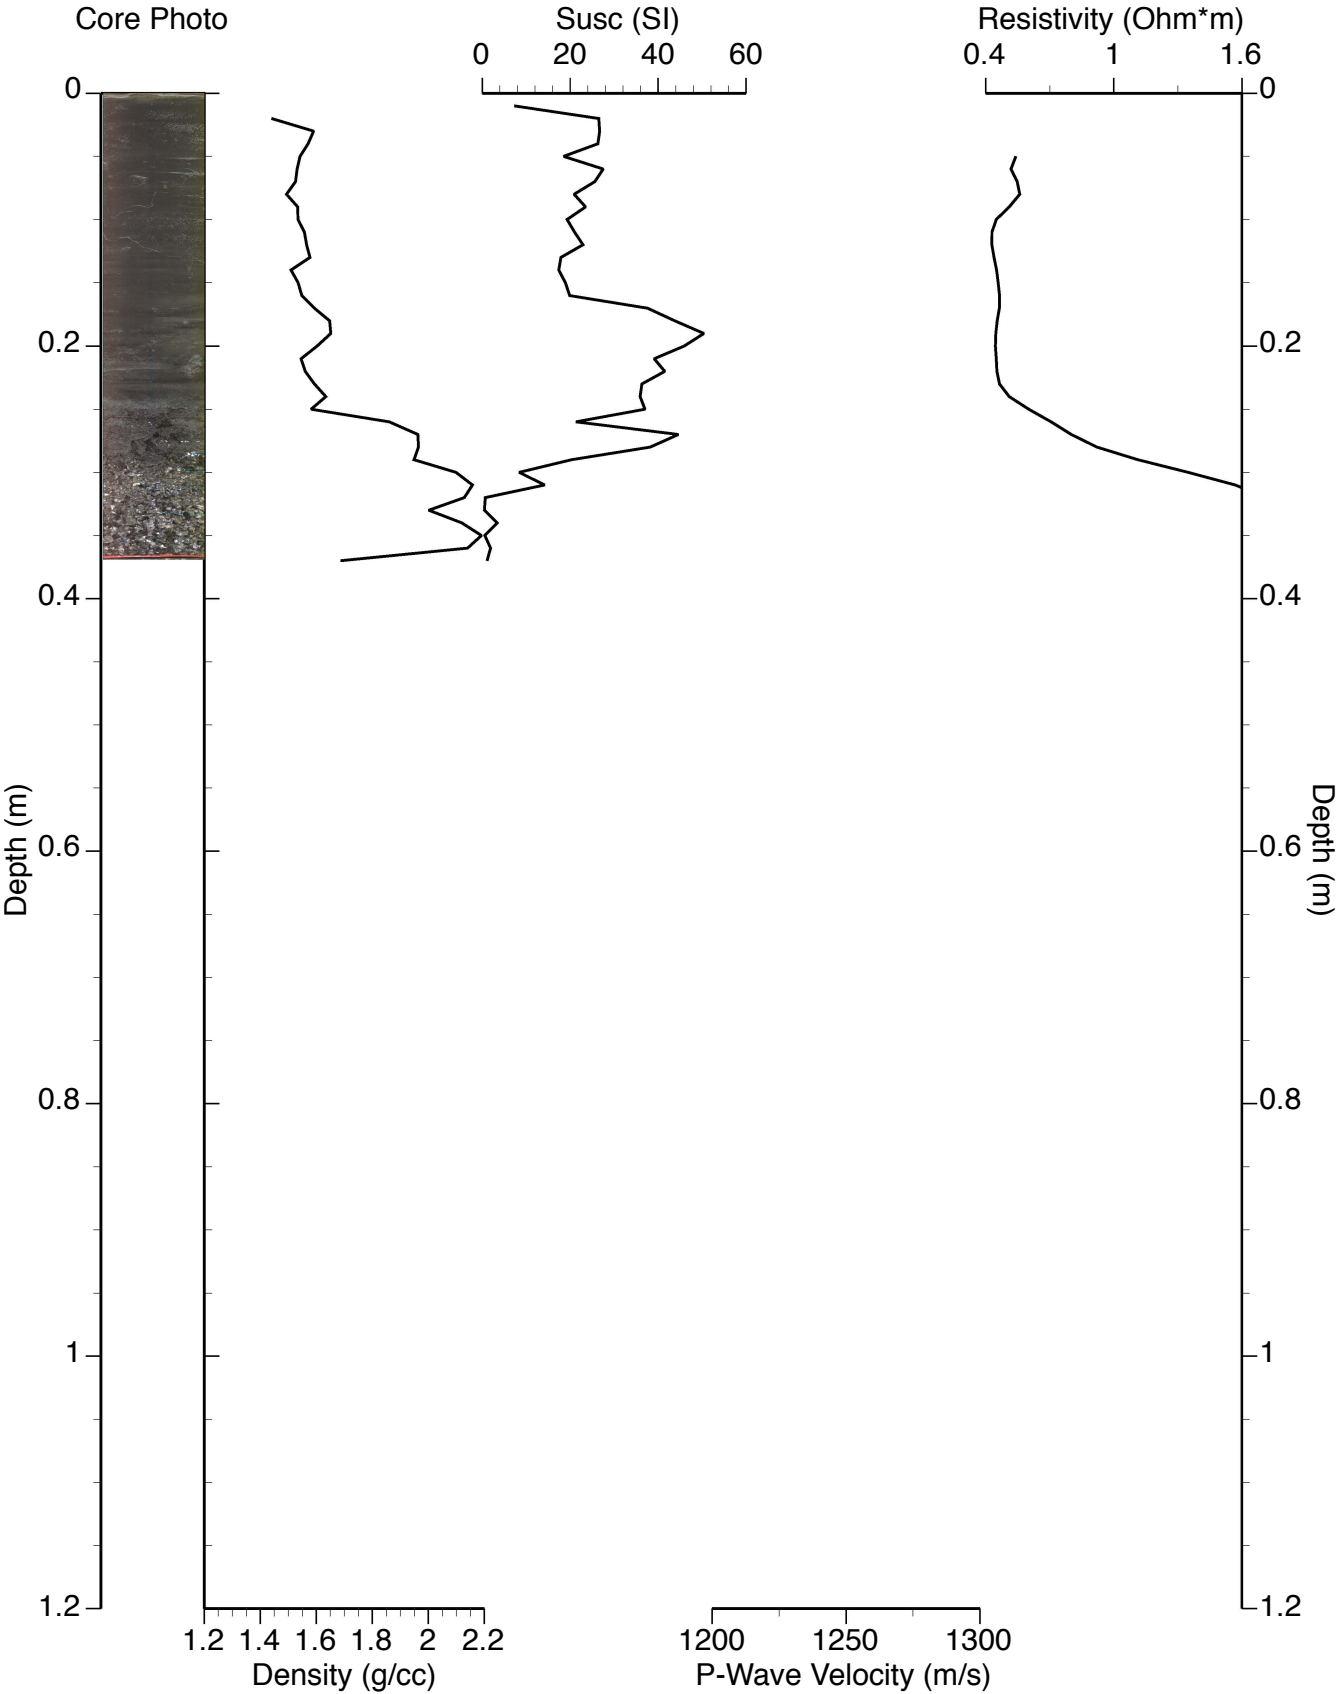 Core Photo Susc (SI) Resistivity (Ohm*m)
0 20 40 60 0.4 1 1.6
0 0
0.2 0.2
0.4 0.4
Depth (m) Depth (m)
0.6 0.6
0.8 0.8
1 1
1.2 1.2
1.2 1.4 1.6 1.8 2 2.2 1200 1250 1300
Density (g/cc) P-Wave Velocity (m/s)